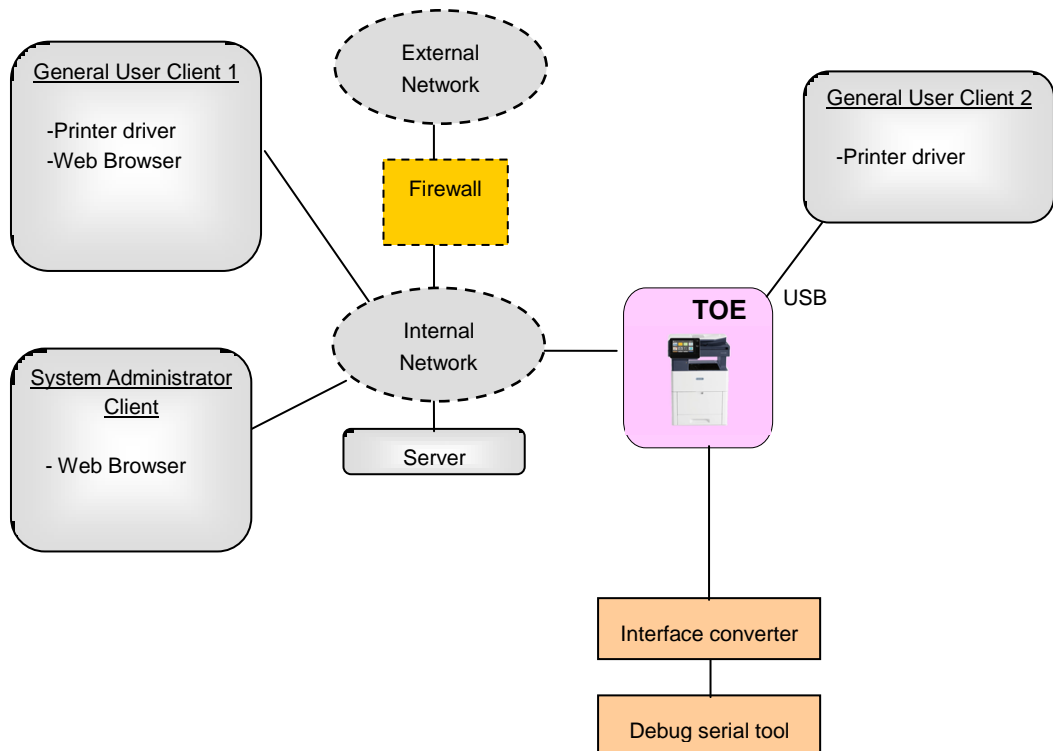 General User Client 1
-Printer driver
-Web Browser
External
Network
Firewall
General User Client 2
-Printer driver
USB
TOE
Internal
Network
System Administrator
Client
- Web Browser
Server
Interface converter
Debug serial tool